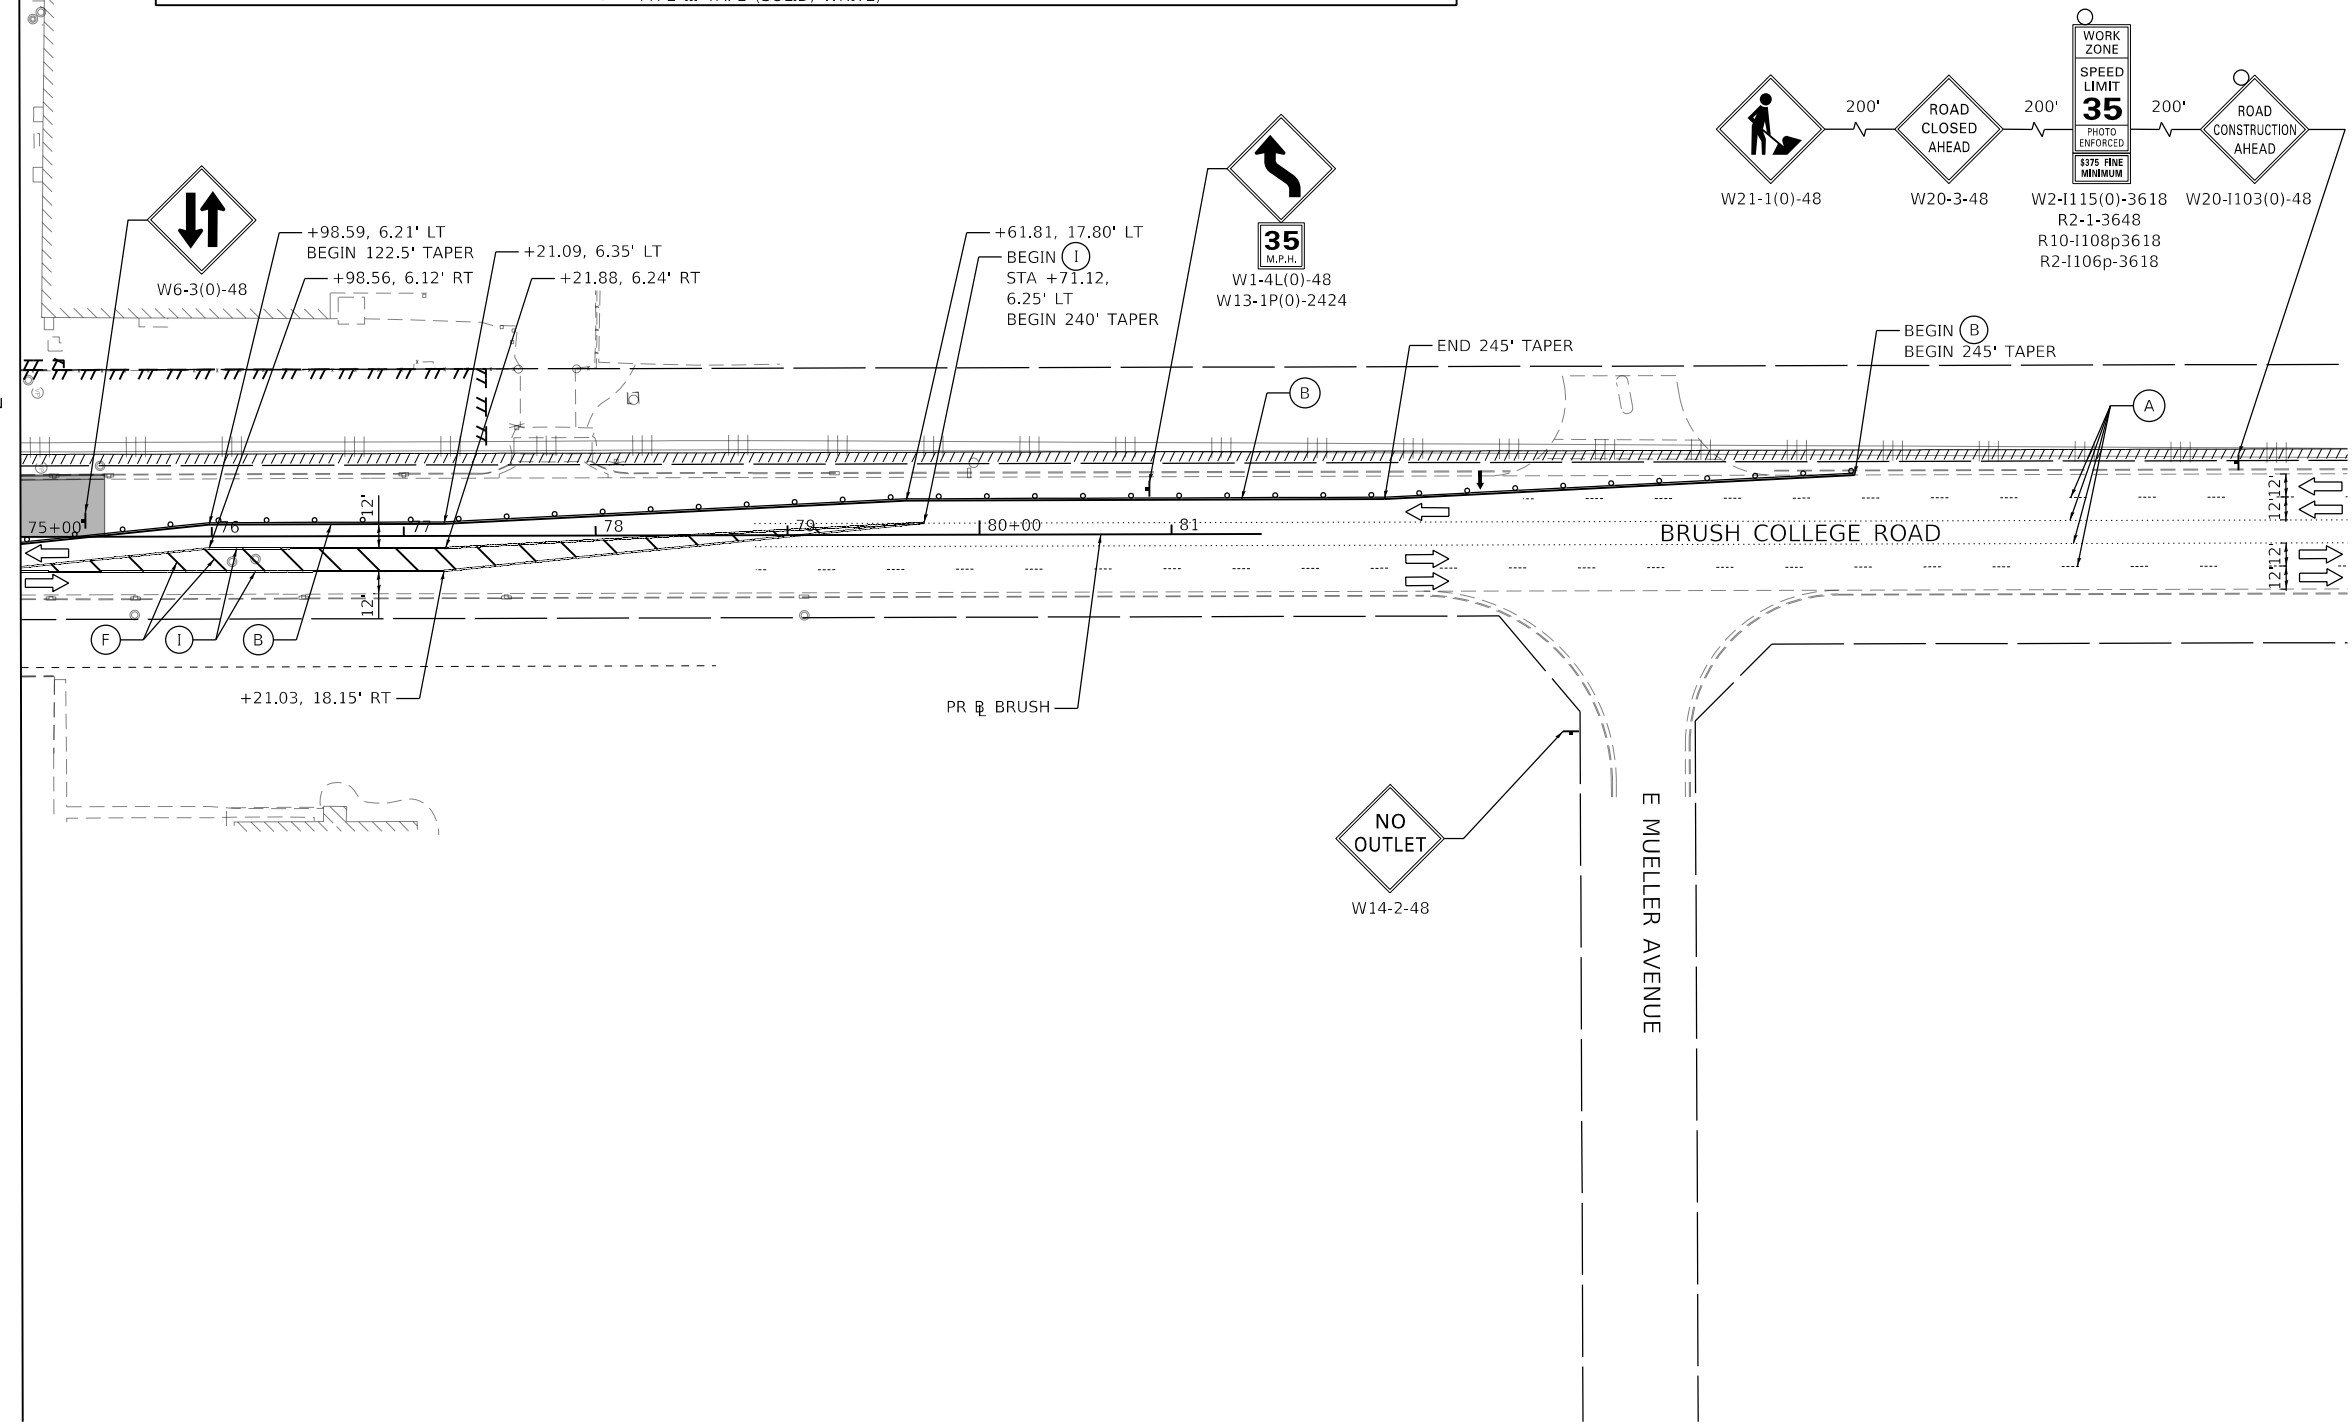 WORK
ZONE
SPEED
LIMIT
35
PHOTO
ENFORCED
$375 FINE
MINIMUM
ROAD
CLOSED
AHEAD
ROAD
CONSTRUCTION
AHEAD
200'
200'
200'
W21-1(0)-48
W20-3-48
W2-I115(0)-3618
R2-1-3648
R10-I108p3618
R2-I106p-3618
W20-I103(0)-48
W6-3(0)-48
+98.59, 6.21' LT
BEGIN 122.5' TAPER
+98.56, 6.12' RT
+21.09, 6.35' LT
+21.88, 6.24' RT
+61.81, 17.80' LT
BEGIN I
STA +71.12,
6.25' LT
BEGIN 240' TAPER
35
M.P.H.
W1-4L(0)-48
W13-1P(0)-2424
END 245' TAPER
BEGIN B
BEGIN 245' TAPER
B
A
75+00
76
77
78
79
80+00
81
12'
12'
12'
12'
12'
12'
BRUSH COLLEGE ROAD
F
I
B
+21.03, 18.15' RT
PR BL BRUSH
NO
OUTLET
W14-2-48
E MUELLER AVENUE